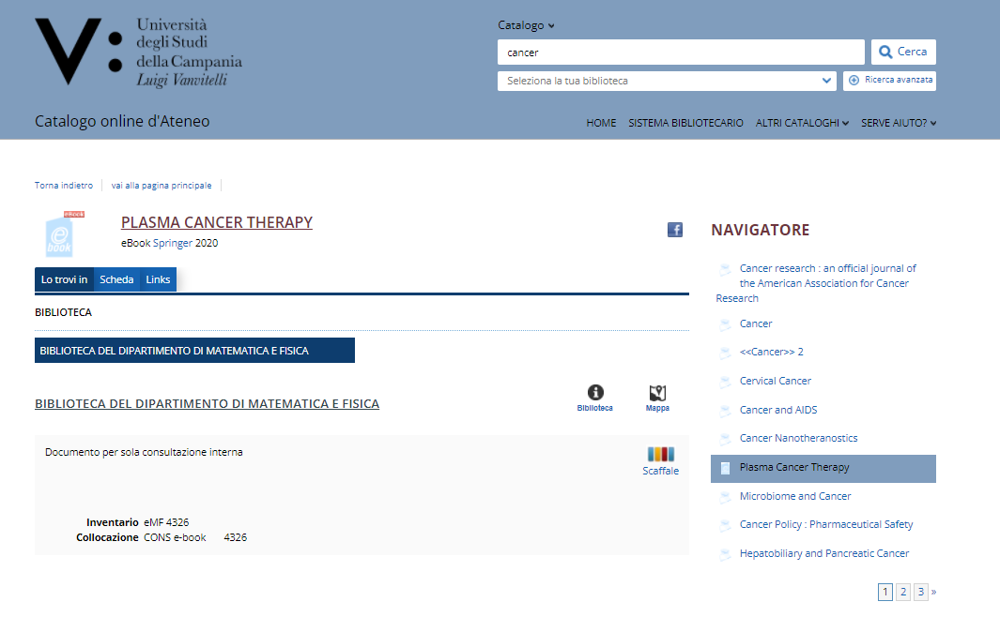 Università
degli Studi
della Campania
Luigi Vanvitelli
Catalogo online d'Ateneo
Catalogo
cancer
Cerca
Seleziona la tua biblioteca
Ricerca avanzata
HOME SISTEMA BIBLIOTECARIO ALTRI CATALOGHI SERVE AIUTO?
Torna indietro vai alla pagina principale
eBook
e
book
PLASMA CANCER THERAPY
eBook Springer 2020
f
Lo trovi in Scheda Links
BIBLIOTECA
BIBLIOTECA DEL DIPARTIMENTO DI MATEMATICA E FISICA
BIBLIOTECA DEL DIPARTIMENTO DI MATEMATICA E FISICA
Biblioteca Mappa
Documento per sola consultazione interna
Scaffale
Inventario eMF 4326
Collocazione CONS e-book 4326
NAVIGATORE
Cancer research : an official journal of
the American Association for Cancer
Research
Cancer
<<Cancer>> 2
Cervical Cancer
Cancer and AIDS
Cancer Nanotheranostics
Plasma Cancer Therapy
Microbiome and Cancer
Cancer Policy : Pharmaceutical Safety
Hepatobiliary and Pancreatic Cancer
1 2 3 »